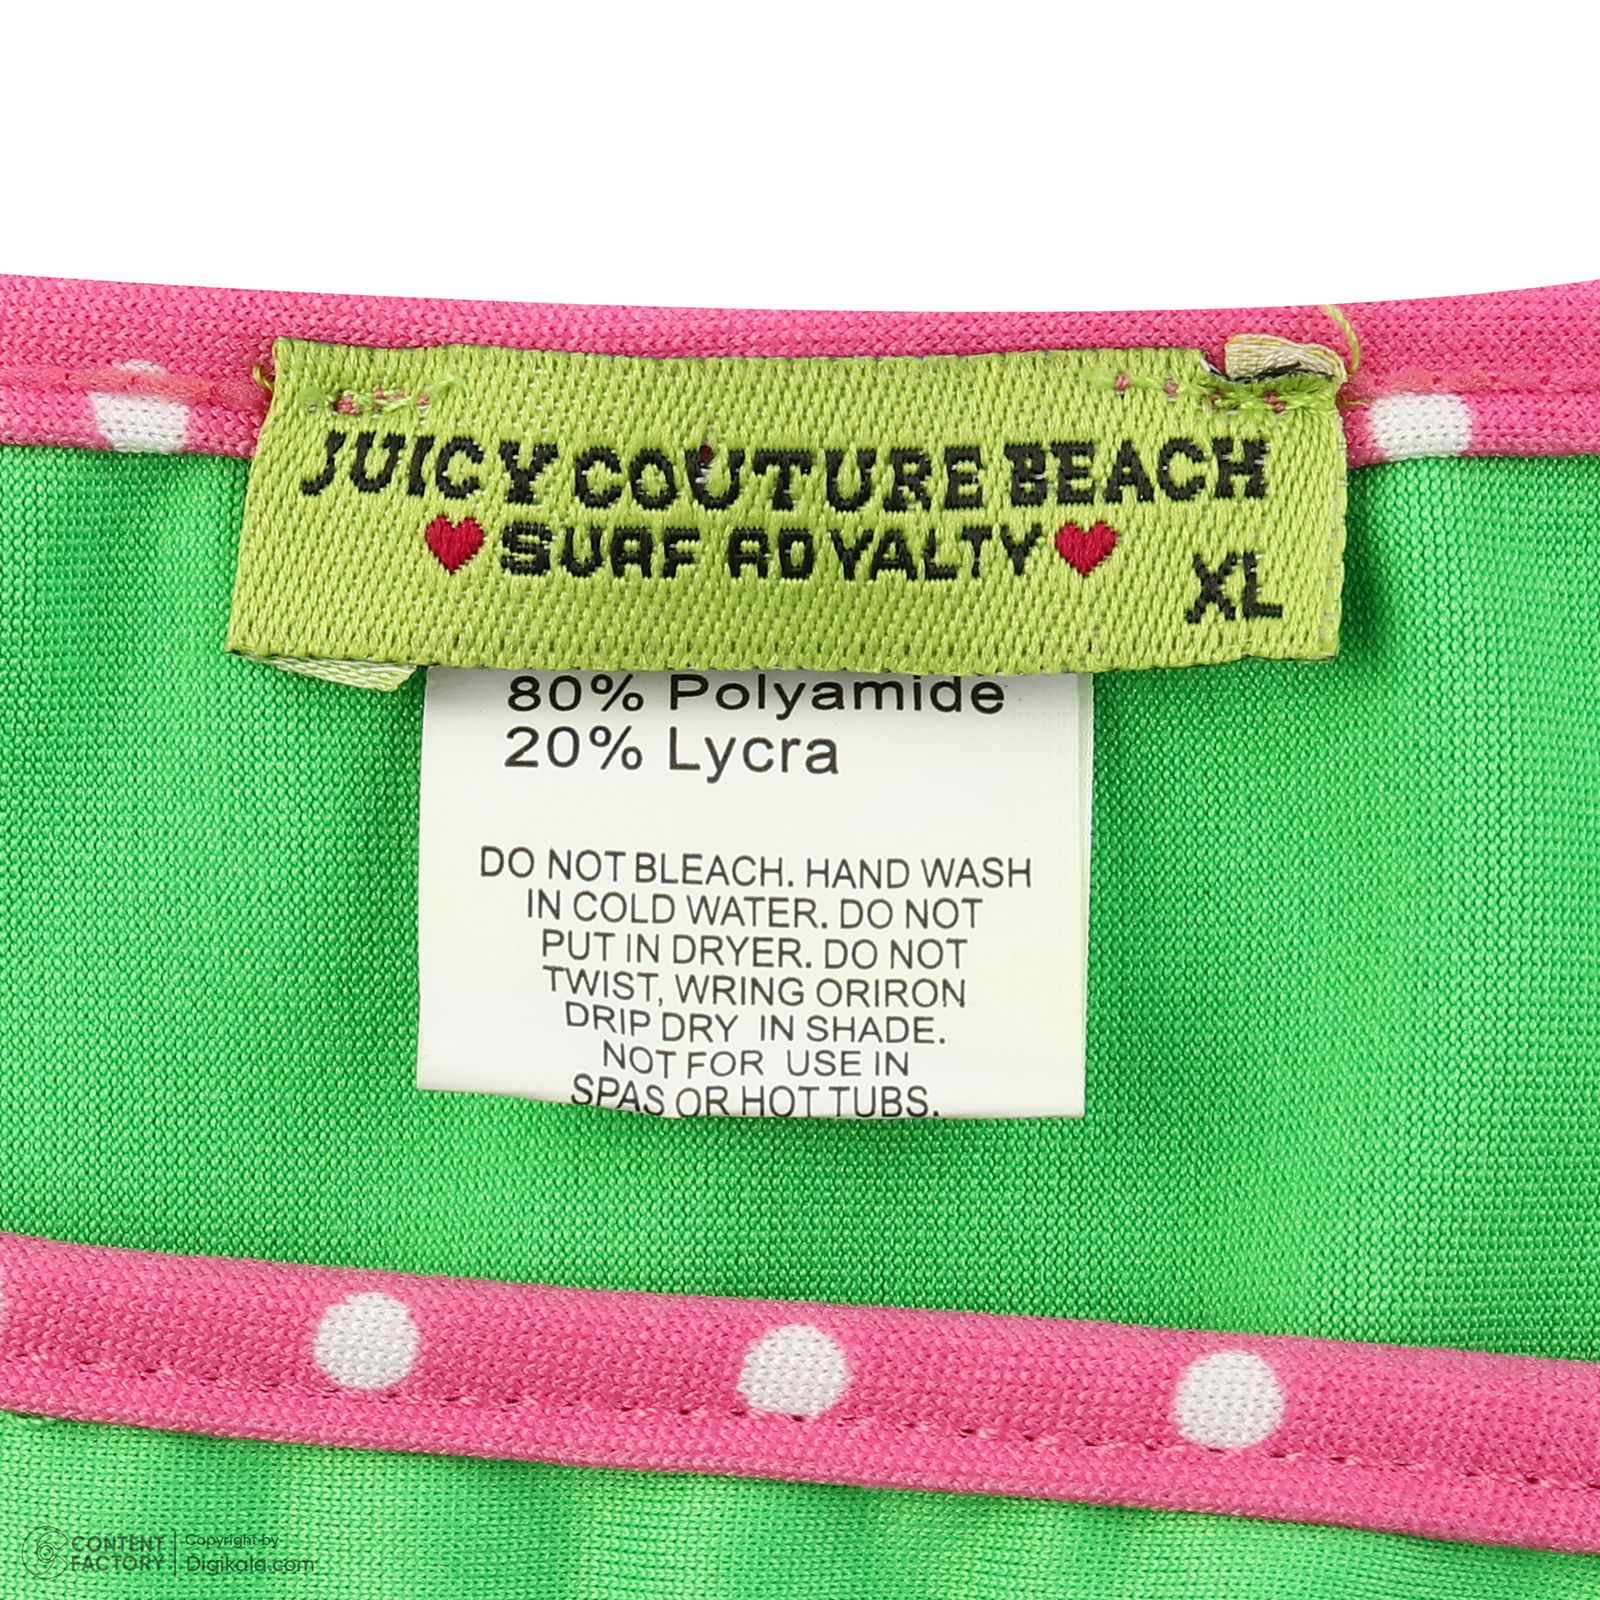 JUICY COUTURE BEACH
SURF ROYALTY
XL
80% Polyamide
20% Lycra
DO NOT BLEACH. HAND WASH
IN COLD WATER. DO NOT
PUT IN DRYER. DO NOT
TWIST, WRING ORIRON
DRIP DRY IN SHADE.
NOT FOR USE IN
SPAS OR HOT TUBS.
CONTENT
FACTORY
Copyright by
Digikala.com